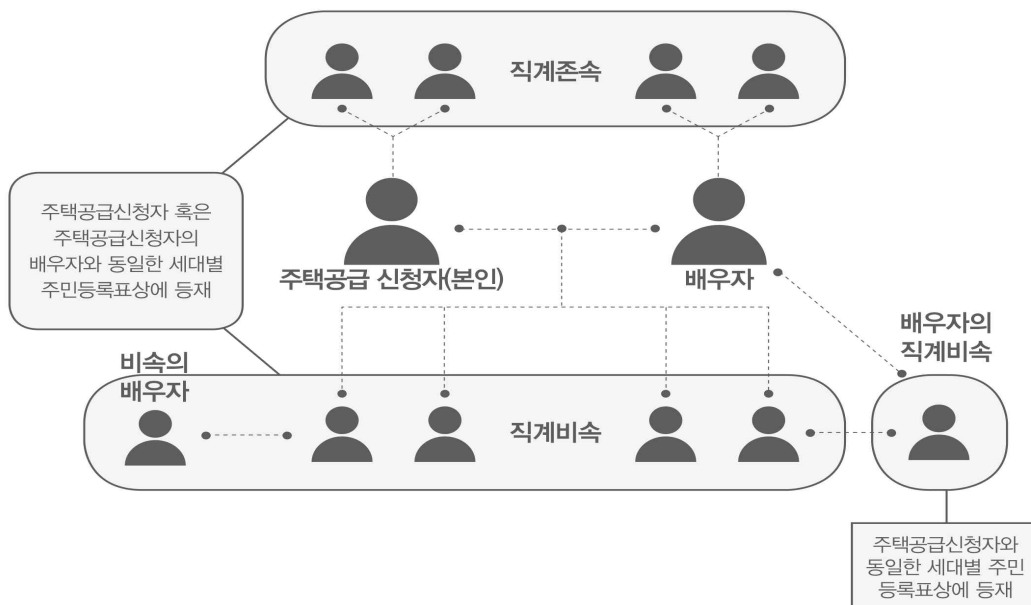 직계존속
주택공급신청자 혹은
주택공급신청자의
배우자와 동일한 세대별
주민등록표상에 등재
주택공급 신청자(본인)
배우자
배우자의
직계비속
비속의
배우자
직계비속
주택공급신청자와
동일한 세대별 주민
등록표상에 등재